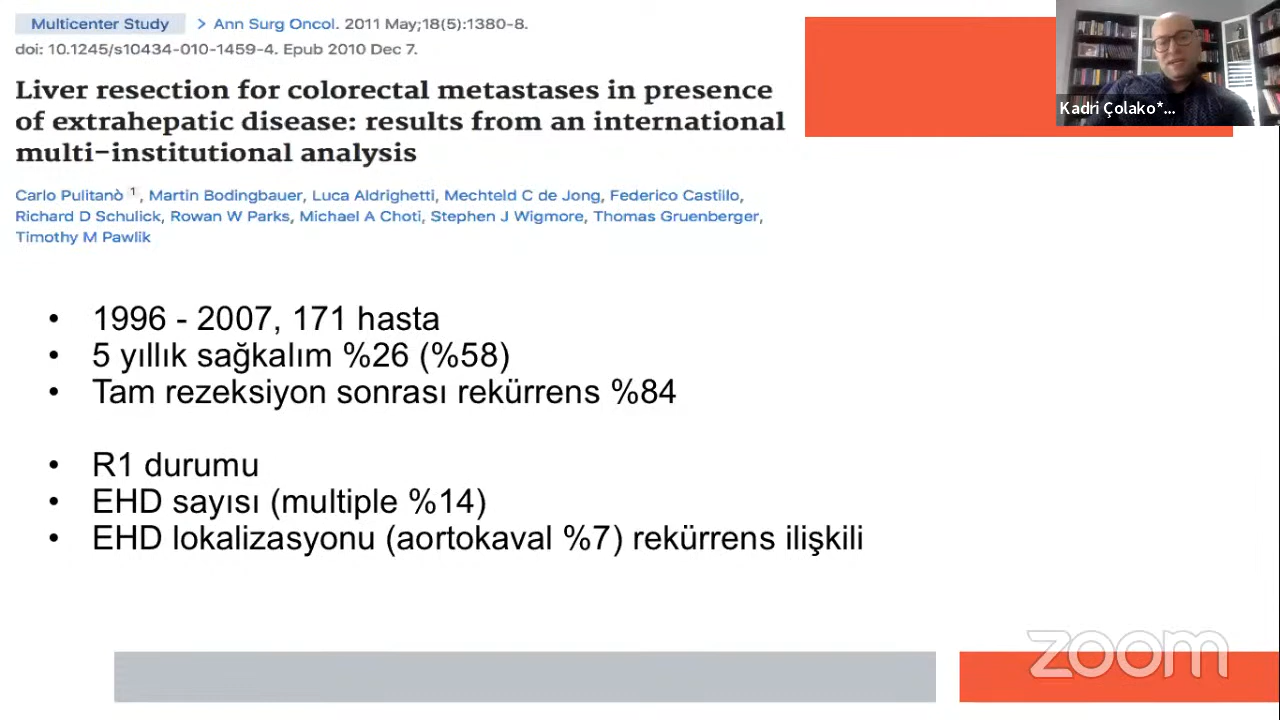 Multicenter Study > Ann Surg Oncol. 2011 May;18(5):1380-8.
doi: 10.1245/s10434-010-1459-4. Epub 2010 Dec 7.
Liver resection for colorectal metastases in presence
of extrahepatic disease: results from an international
multi-institutional analysis
Carlo Pulitanò 1, Martin Bodingbauer, Luca Aldrighetti, Mechteld C de Jong, Federico Castillo,
Richard D Schulick, Rowan W Parks, Michael A Choti, Stephen J Wigmore, Thomas Gruenberger,
Timothy M Pawlik
Kadri Çolako*...
• 1996 - 2007, 171 hasta
• 5 yıllık sağkalım %26 (%58)
• Tam rezeksiyon sonrası rekürrens %84
• R1 durumu
• EHD sayısı (multiple %14)
• EHD lokalizasyonu (aortokaval %7) rekürrens ilişkili
zoom